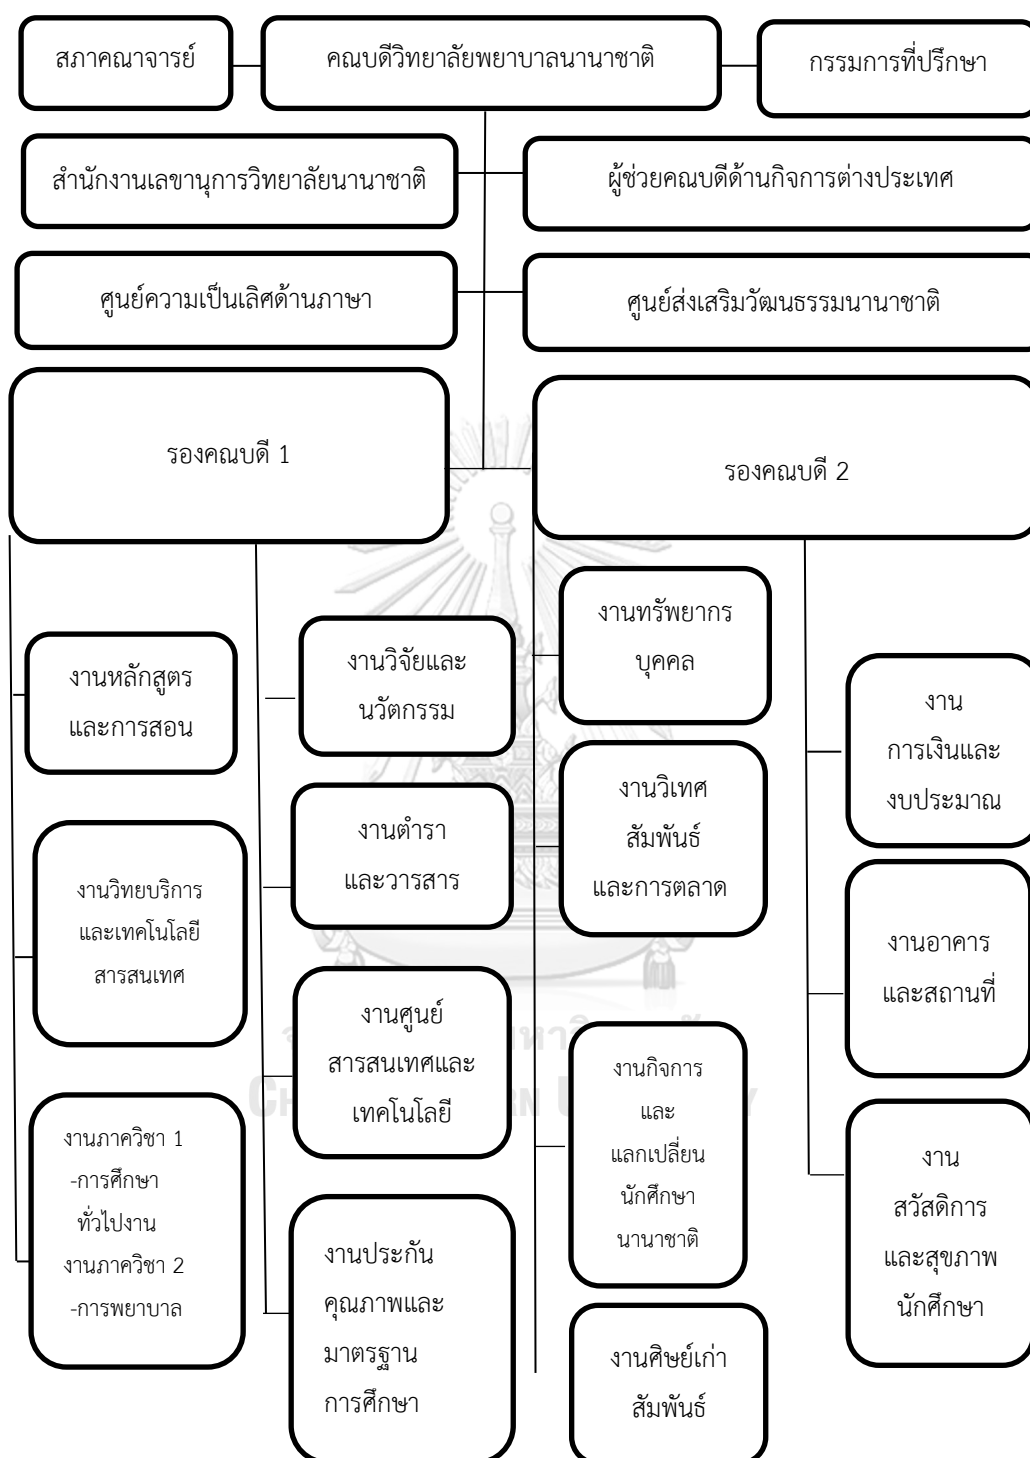 สภาคณาจารย์
คณบดีวิทยาลัยพยาบาลนานาชาติ
กรรมการที่ปรึกษา
สำนักงานเลขานุการวิทยาลัยนานาชาติ
ผู้ช่วยคณบดีด้านกิจการต่างประเทศ
ศูนย์ความเป็นเลิศด้านภาษา
ศูนย์ส่งเสริมวัฒนธรรมนานาชาติ
รองคณบดี 1
รองคณบดี 2
งานหลักสูตร
และการสอน
งานวิทยบริการ
และเทคโนโลยี
สารสนเทศ
งานภาควิชา 1
-การศึกษา
ทั่วไปงาน
งานภาควิชา 2
-การพยาบาล
งานวิจัยและ
นวัตกรรม
งานตำรา
และวารสาร
งานศูนย์
สารสนเทศและ
เทคโนโลยี
งานประกัน
คุณภาพและ
มาตรฐาน
การศึกษา
งานทรัพยากร
บุคคล
งานวิเทศ
สัมพันธ์
และการตลาด
งานกิจการ
และ
แลกเปลี่ยน
นักศึกษา
นานาชาติ
งานศิษย์เก่า
สัมพันธ์
งาน
การเงินและ
งบประมาณ
งานอาคาร
และสถานที่
งาน
สวัสดิการ
และสุขภาพ
นักศึกษา